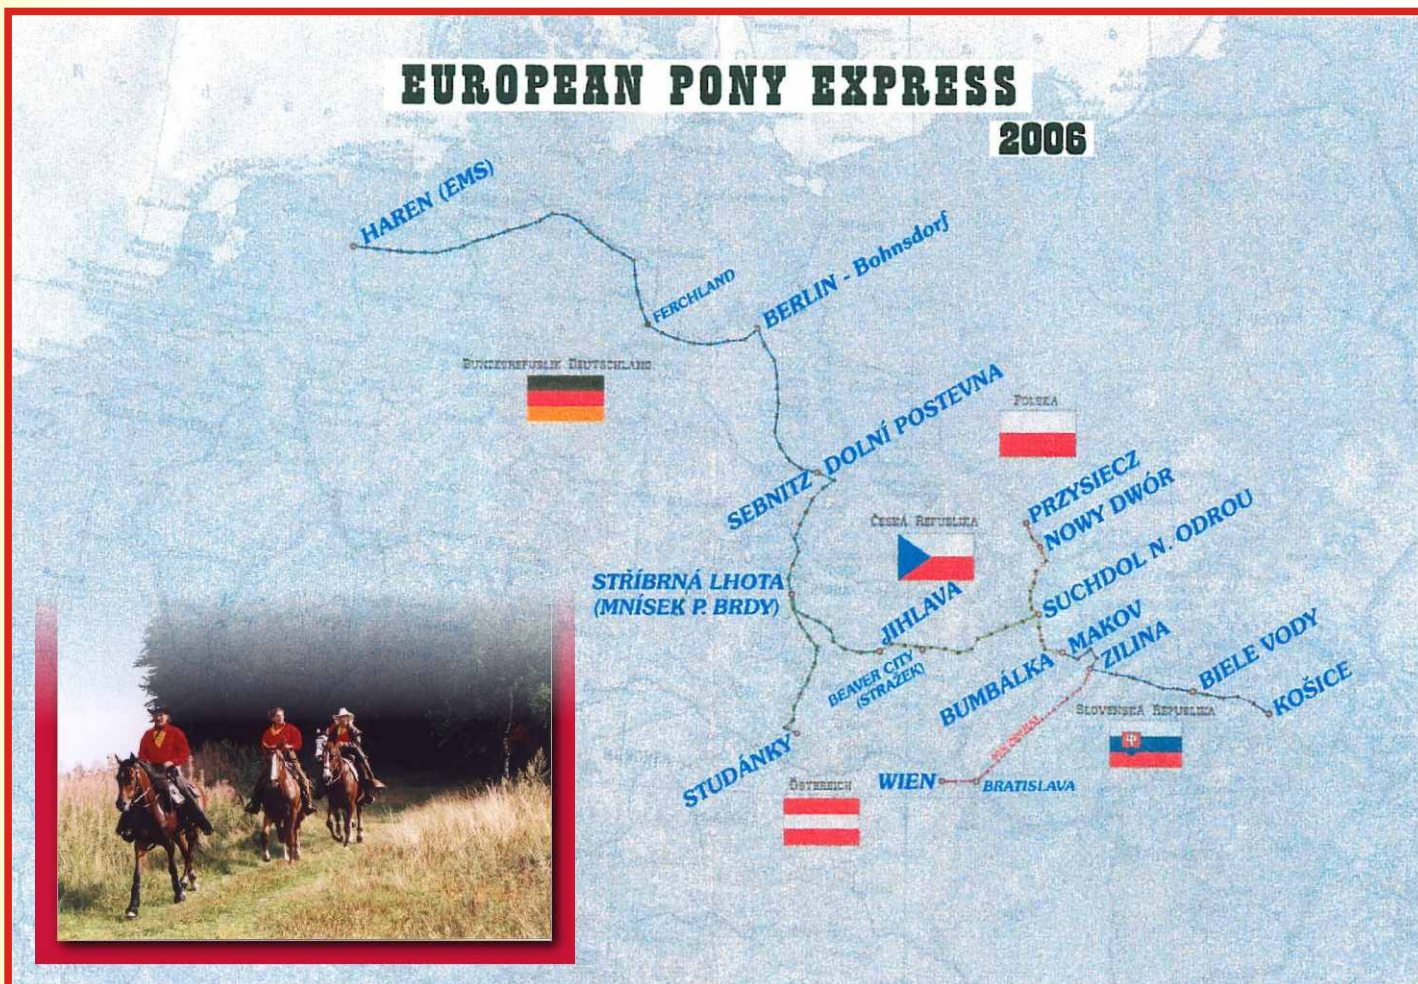 EUROPEAN PONY EXPRESS
2006
HAREN (EMS)
FERCHLAND
BERLIN - Bohnsdorf
BUNDESREPUBLIK DEUTSCHLAND
POLSKA
DOLNÍ POSTEVNA
SEBNITZ
PRZYSIECZ
NOWY DWÓR
ČESKÁ REPUBLIKA
SUCHDOL N. ODROU
STŘÍBRNÁ LHOTA
(MNÍSEK P. BRDY)
JIHLAVA
BEAVER CITY
(STRAŽEK)
BUMBÁLKA
MAKOV
ZILINA
BIELE VODY
KOŠICE
SLOVENSKÁ REPUBLIKA
STUDÁNKY
WIEN
BRATISLAVA
ÖSTEREICH